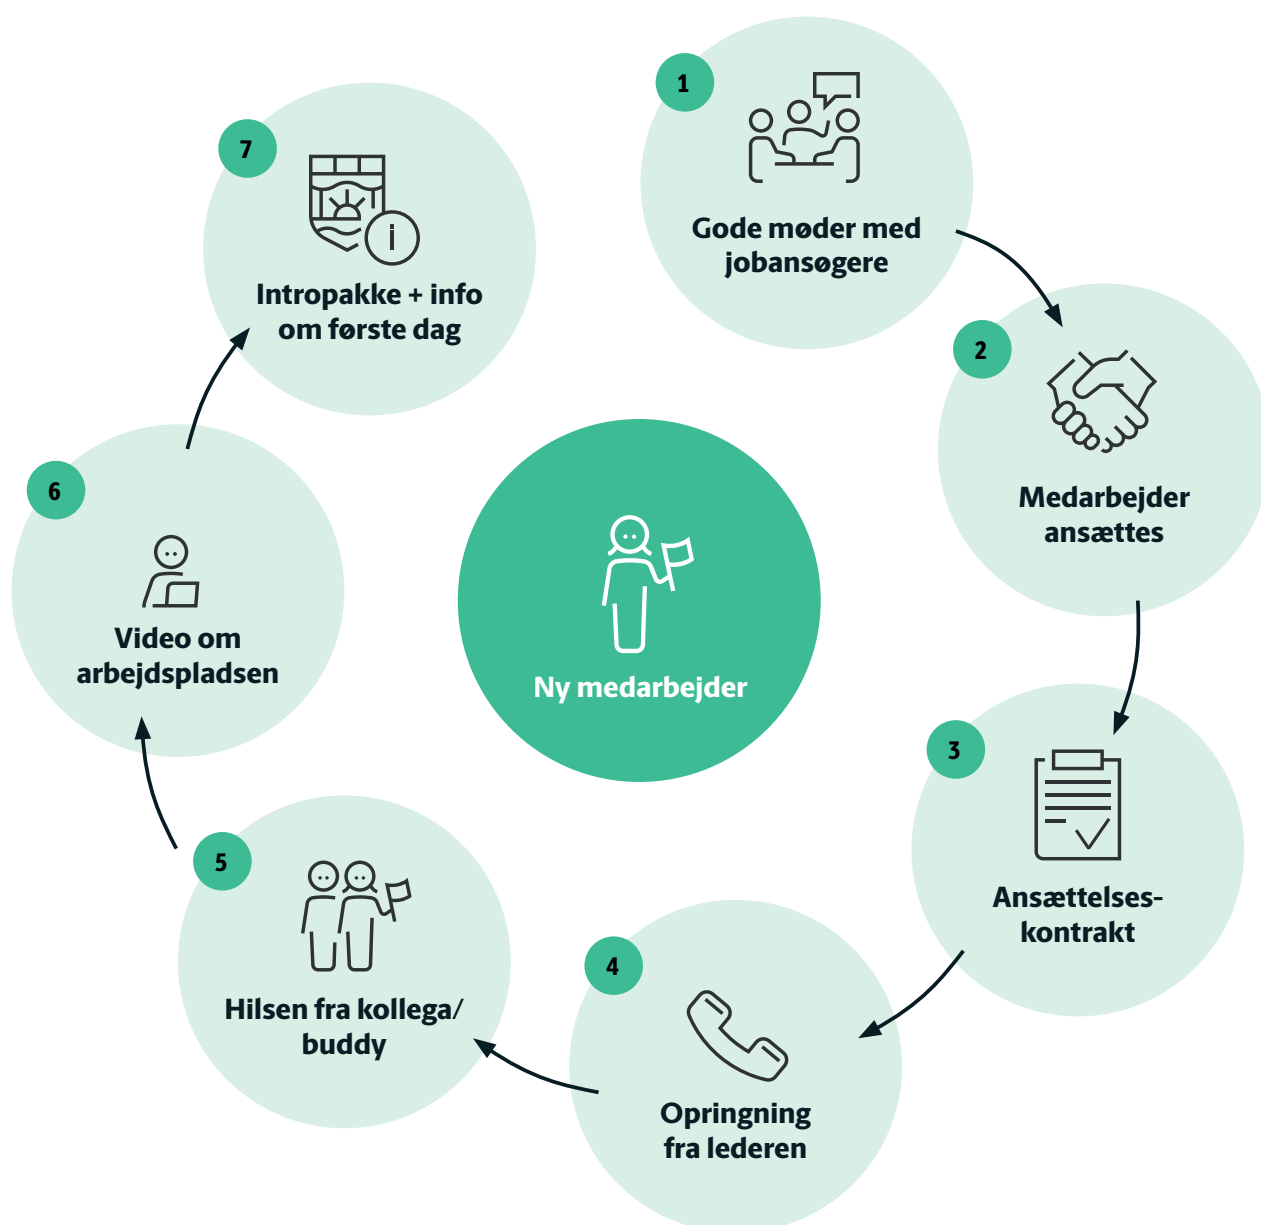 1
Gode møder med
jobansøgere
2
Medarbejder
ansættes
3
Ansættelses-
kontrakt
4
Opringning
fra lederen
5
Hilsen fra kollega/
buddy
6
Video om
arbejdspladsen
7
i
Intropakke + info
om første dag
Ny medarbejder